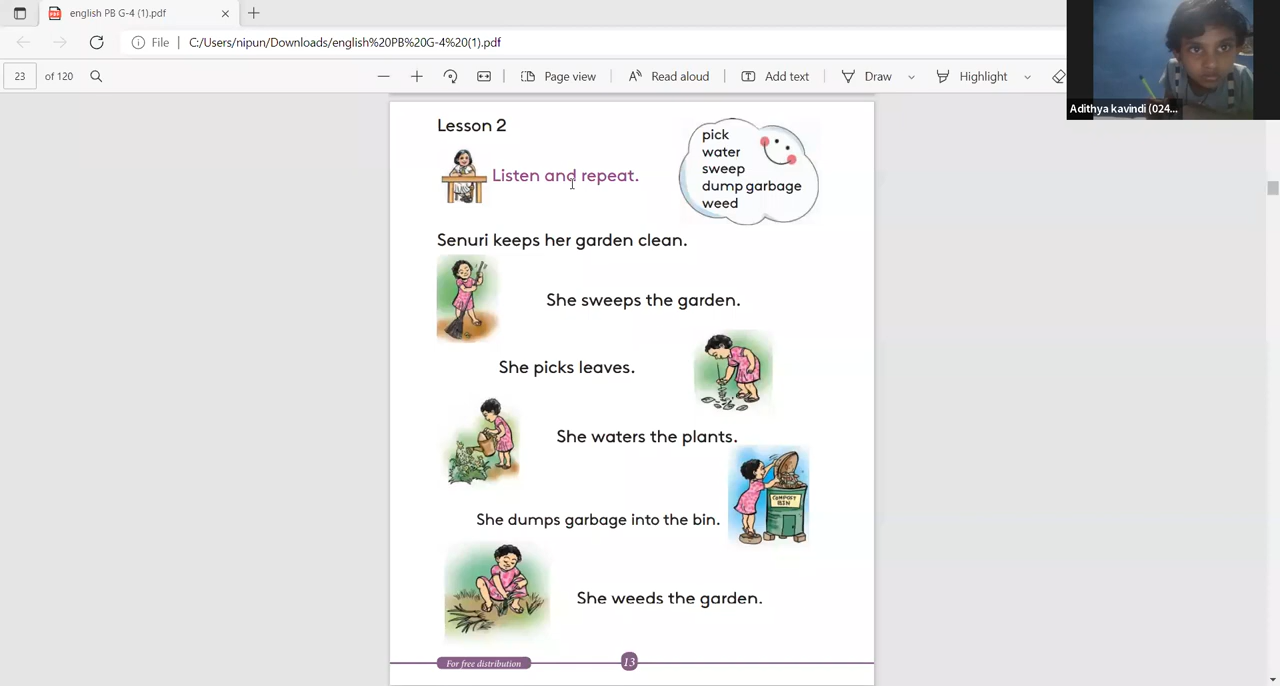 english PB G-4 (1).pdf
File
C:/Users/nipun/Downloads/english%20PB%20G-4%20(1).pdf
23 of 120
Page view
Read aloud
Add text
Draw
Highlight
Adithya kavindi (024...
Lesson 2
Listen and repeat.
pick
water
sweep
dump garbage
weed
Senuri keeps her garden clean.
She sweeps the garden.
She picks leaves.
She waters the plants.
COMPOST
BIN
She dumps garbage into the bin.
She weeds the garden.
For free distribution
13